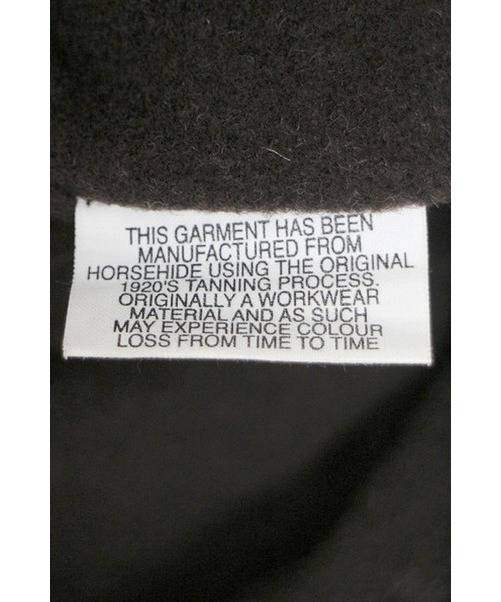 THIS GARMENT HAS BEEN
MANUFACTURED FROM
HORSEHIDE USING THE ORIGINAL
1920'S TANNING PROCESS.
ORIGINALLY A WORKWEAR
MATERIAL AND AS SUCH
MAY EXPERIENCE COLOUR
LOSS FROM TIME TO TIME